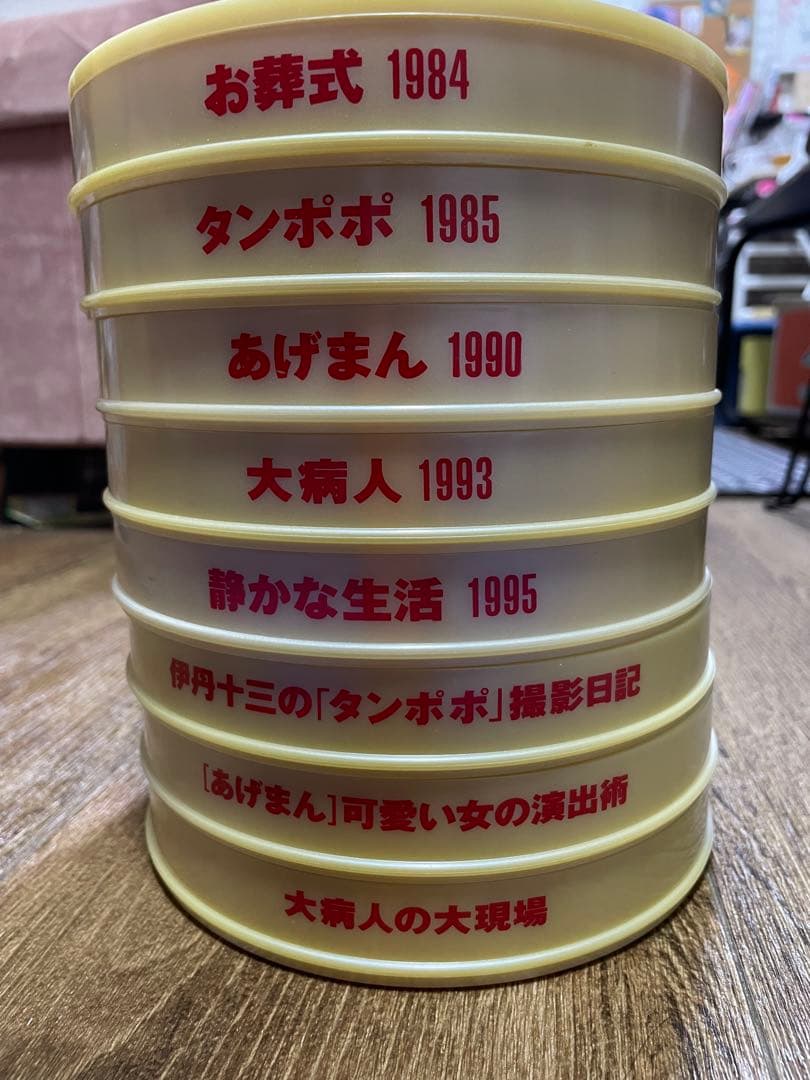 お葬式 1984
タンポポ 1985
あげまん 1990
大病人 1993
静かな生活 1995
伊丹十三の「タンポポ」撮影日記
[あげまん]可愛い女の演出術
大病人の大現場